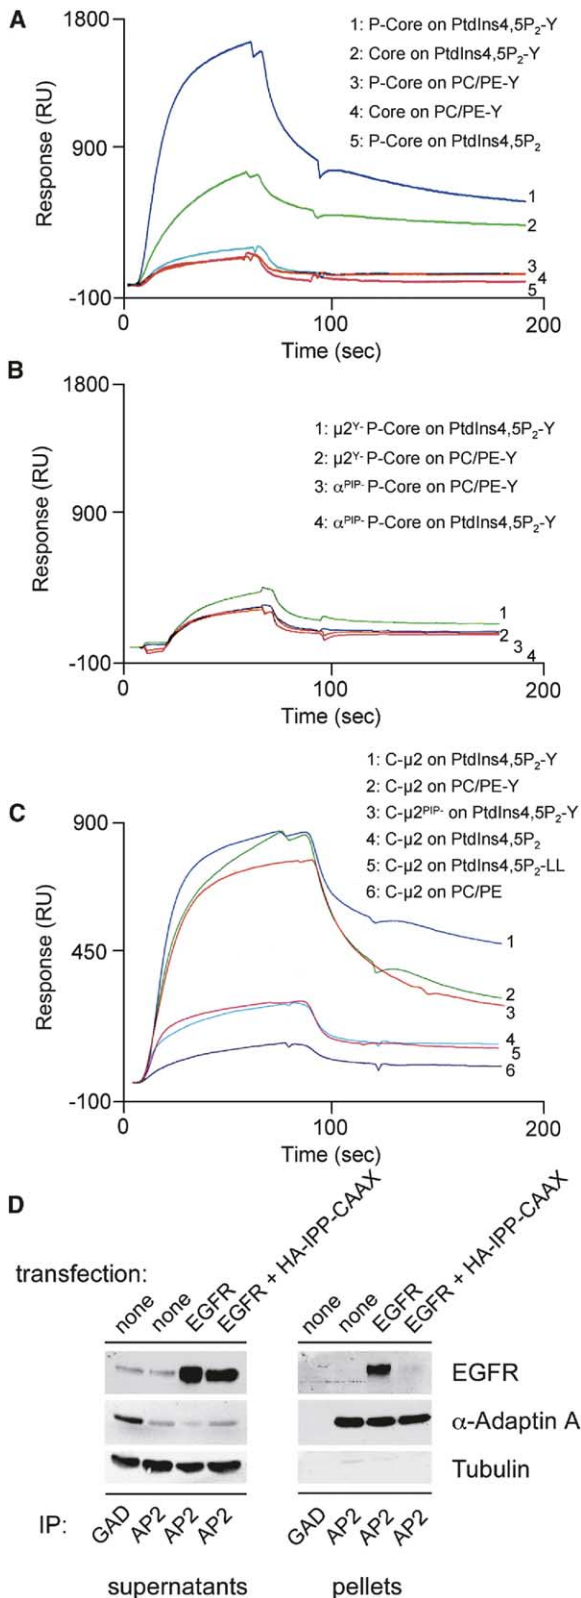 A
1800
900
-100
Response (RU)
0
100
200
Time (sec)
1: P-Core on PtdIns4,5P₂-Y
2: Core on PtdIns4,5P₂-Y
3: P-Core on PC/PE-Y
4: Core on PC/PE-Y
5: P-Core on PtdIns4,5P₂
1
2
3
4
5
B
1800
900
-100
Response (RU)
0
100
200
Time (sec)
1: μ2ʸ⁻ P-Core on PtdIns4,5P₂-Y
2: μ2ʸ⁻ P-Core on PC/PE-Y
3: αᴾᴵᴾ⁻ P-Core on PC/PE-Y
4: αᴾᴵᴾ⁻ P-Core on PtdIns4,5P₂-Y
1
2
3
4
C
1: C-μ2 on PtdIns4,5P₂-Y
2: C-μ2 on PC/PE-Y
3: C-μ2ᴾᴵᴾ⁻ on PtdIns4,5P₂-Y
4: C-μ2 on PtdIns4,5P₂
5: C-μ2 on PtdIns4,5P₂-LL
6: C-μ2 on PC/PE
900
450
-100
Response (RU)
0
100
200
Time (sec)
1
2
3
4
5
6
D
transfection:
none
none
EGFR
EGFR + HA-IPP-CAAX
none
none
EGFR
EGFR + HA-IPP-CAAX
EGFR
α-Adaptin A
Tubulin
IP:
GAD
AP2
AP2
AP2
GAD
AP2
AP2
AP2
supernatants
pellets